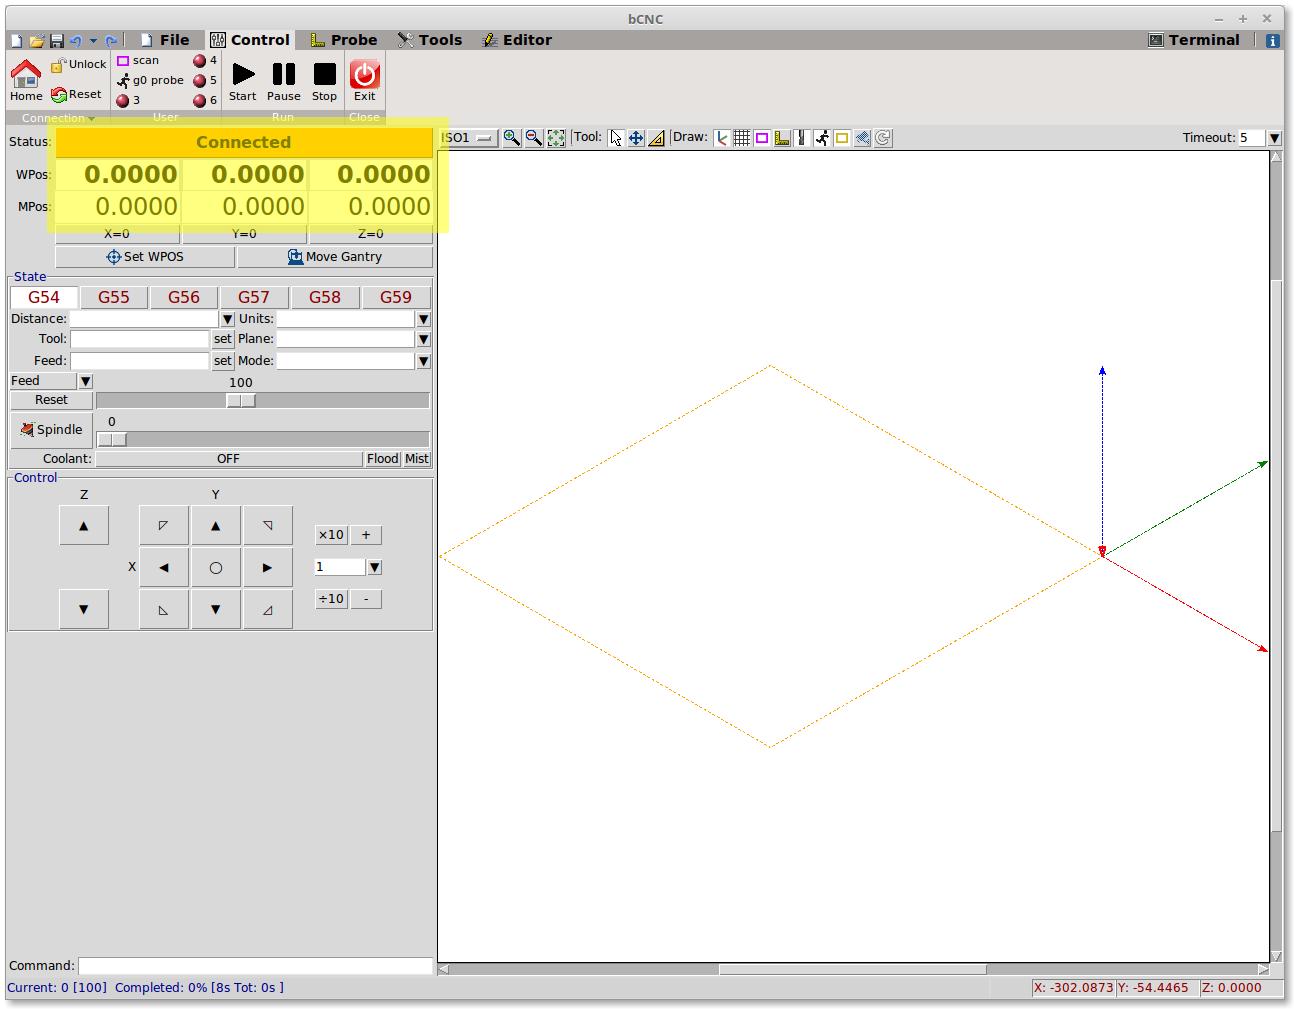 bCNC
File Control Probe Tools Editor Terminal
Home Unlock Reset
scan 4
g0 probe 5
3 6
Start Pause Stop Exit
Connection User Run Close
Status: Connected
WPos: 0.0000 0.0000 0.0000
MPos: 0.0000 0.0000 0.0000
X=0 Y=0 Z=0
Set WPOS Move Gantry
ISO1 Tool: Draw: Timeout: 5
State
G54 G55 G56 G57 G58 G59
Distance: Units:
Tool: set Plane:
Feed: set Mode:
Feed 100
Reset
Spindle 0
Coolant: OFF Flood Mist
Control
Z Y
×10 +
X 1
÷10 -
Command:
Current: 0 [100] Completed: 0% [8s Tot: 0s ]
X: -302.0873 Y: -54.4465 Z: 0.0000